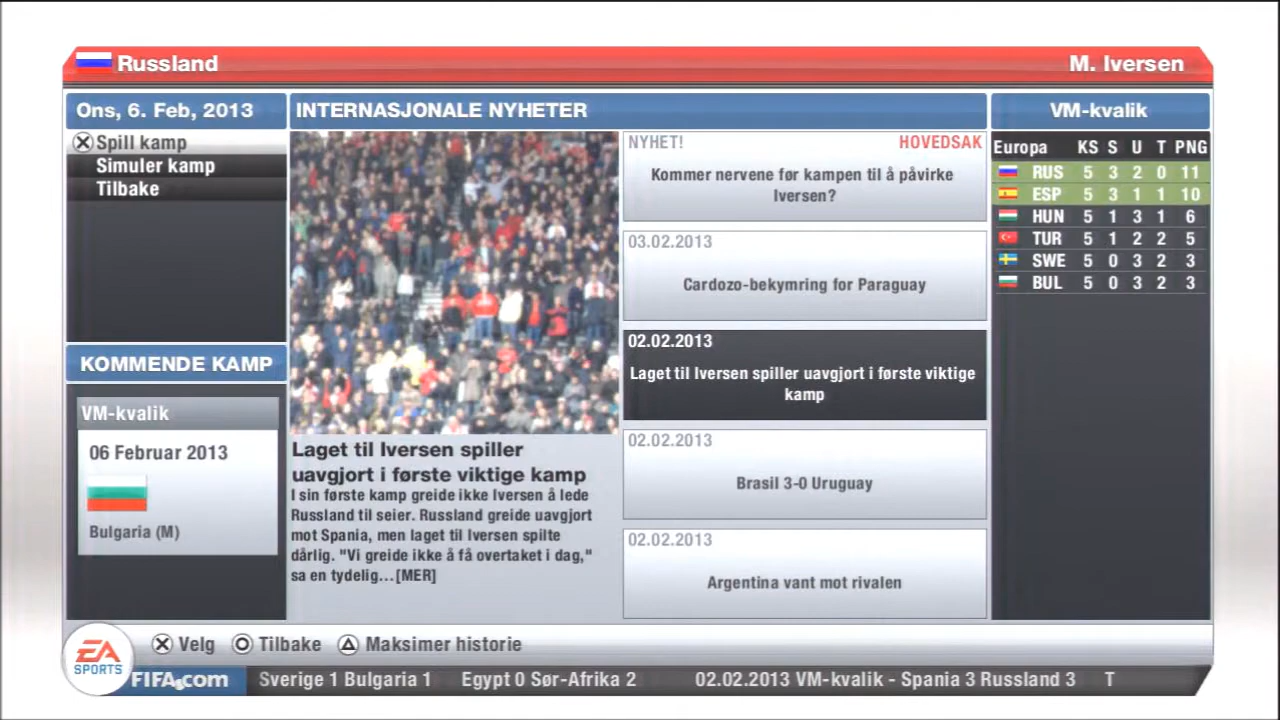 Russland
M. Iversen
Ons, 6. Feb, 2013
Spill kamp
Simuler kamp
Tilbake
KOMMENDE KAMP
VM-kvalik
06 Februar 2013
Bulgaria (M)
INTERNASJONALE NYHETER
Laget til Iversen spiller
uavgjort i første viktige kamp
I sin første kamp greide ikke Iversen å lede
Russland til seier. Russland greide uavgjort
mot Spania, men laget til Iversen spilte
dårlig. "Vi greide ikke å få overtaket i dag,"
sa en tydelig...[MER]
NYHET! HOVEDSAK
Kommer nervene før kampen til å påvirke
Iversen?
03.02.2013
Cardozo-bekymring for Paraguay
02.02.2013
Laget til Iversen spiller uavgjort i første viktige
kamp
02.02.2013
Brasil 3-0 Uruguay
02.02.2013
Argentina vant mot rivalen
VM-kvalik
Europa KS S U T PNG
RUS 5 3 2 0 11
ESP 5 3 1 1 10
HUN 5 1 3 1 6
TUR 5 1 2 2 5
SWE 5 0 3 2 3
BUL 5 0 3 2 3
Velg Tilbake Maksimer historie
EA
SPORTS
FIFA.com
Sverige 1 Bulgaria 1 Egypt 0 Sør-Afrika 2 02.02.2013 VM-kvalik - Spania 3 Russland 3 T